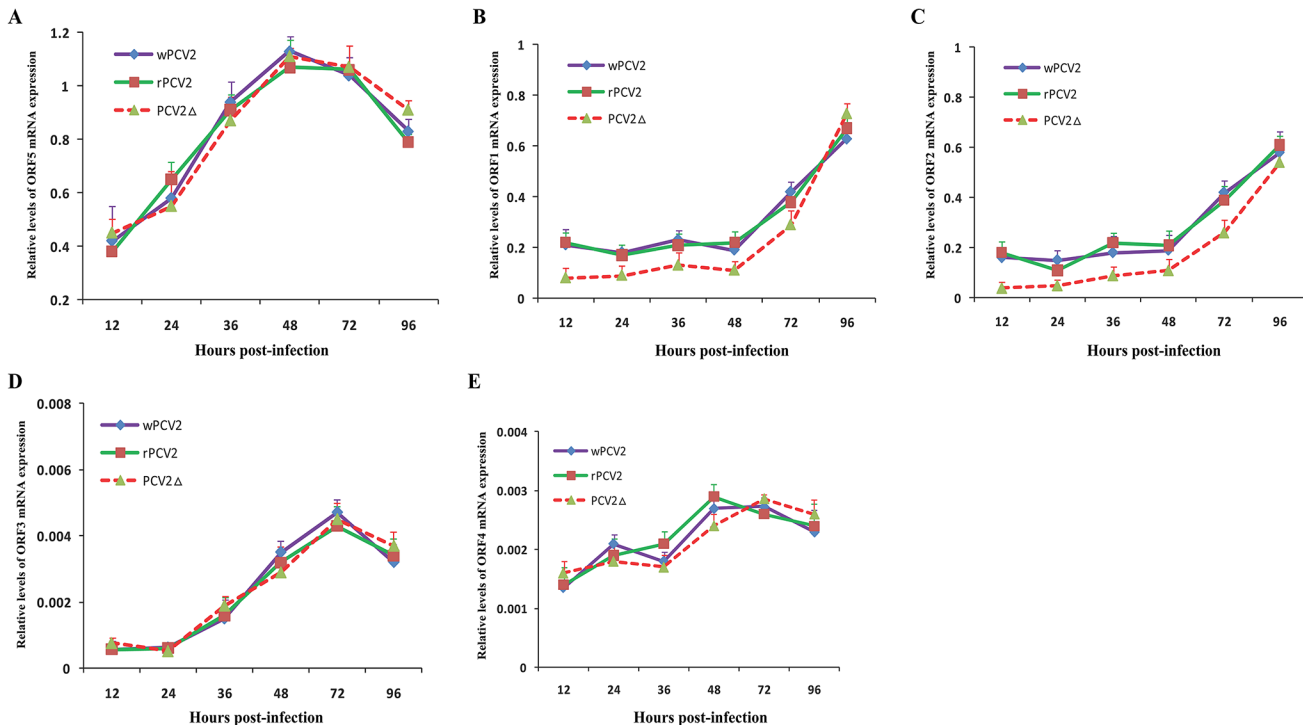 A
Relative levels of ORF5 mRNA expression
1.2
1
0.8
0.6
0.4
0.2
wPCV2
rPCV2
PCV2Δ
12 24 36 48 72 96
Hours post-infection
B
Relative levels of ORF1 mRNA expression
1
0.8
0.6
0.4
0.2
0
wPCV2
rPCV2
PCV2Δ
12 24 36 48 72 96
Hours post-infection
C
Relative levels of ORF2 mRNA expression
1
0.8
0.6
0.4
0.2
0
wPCV2
rPCV2
PCV2Δ
12 24 36 48 72 96
Hours post-infection
D
Relative levels of ORF3 mRNA expression
0.008
0.006
0.004
0.002
0
wPCV2
rPCV2
PCV2Δ
12 24 36 48 72 96
Hours post-infection
E
Relative levels of ORF4 mRNA expression
0.004
0.003
0.002
0.001
0
wPCV2
rPCV2
PCV2Δ
12 24 36 48 72 96
Hours post-infection